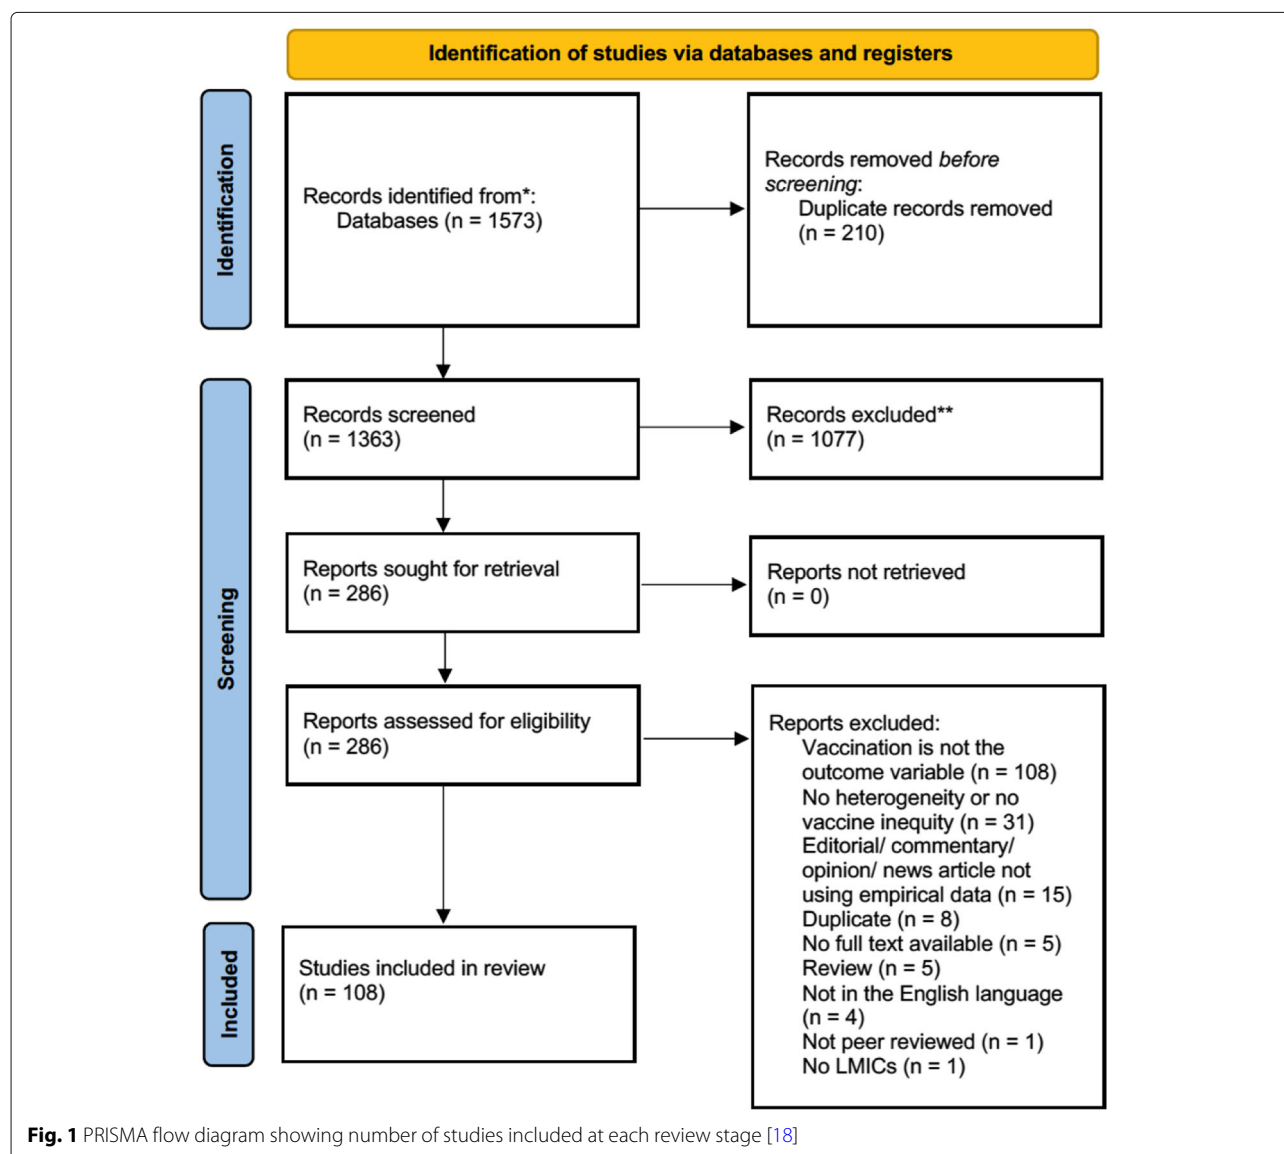 Identification of studies via databases and registers
Identification
Records identified from*:
Databases (n = 1573)
Records removed before
screening:
Duplicate records removed
(n = 210)
Screening
Records screened
(n = 1363)
Records excluded**
(n = 1077)
Reports sought for retrieval
(n = 286)
Reports not retrieved
(n = 0)
Reports assessed for eligibility
(n = 286)
Reports excluded:
Vaccination is not the
outcome variable (n = 108)
No heterogeneity or no
vaccine inequity (n = 31)
Editorial/ commentary/
opinion/ news article not
using empirical data (n = 15)
Duplicate (n = 8)
No full text available (n = 5)
Review (n = 5)
Not in the English language
(n = 4)
Not peer reviewed (n = 1)
No LMICs (n = 1)
Included
Studies included in review
(n = 108)
Fig. 1 PRISMA flow diagram showing number of studies included at each review stage [18]